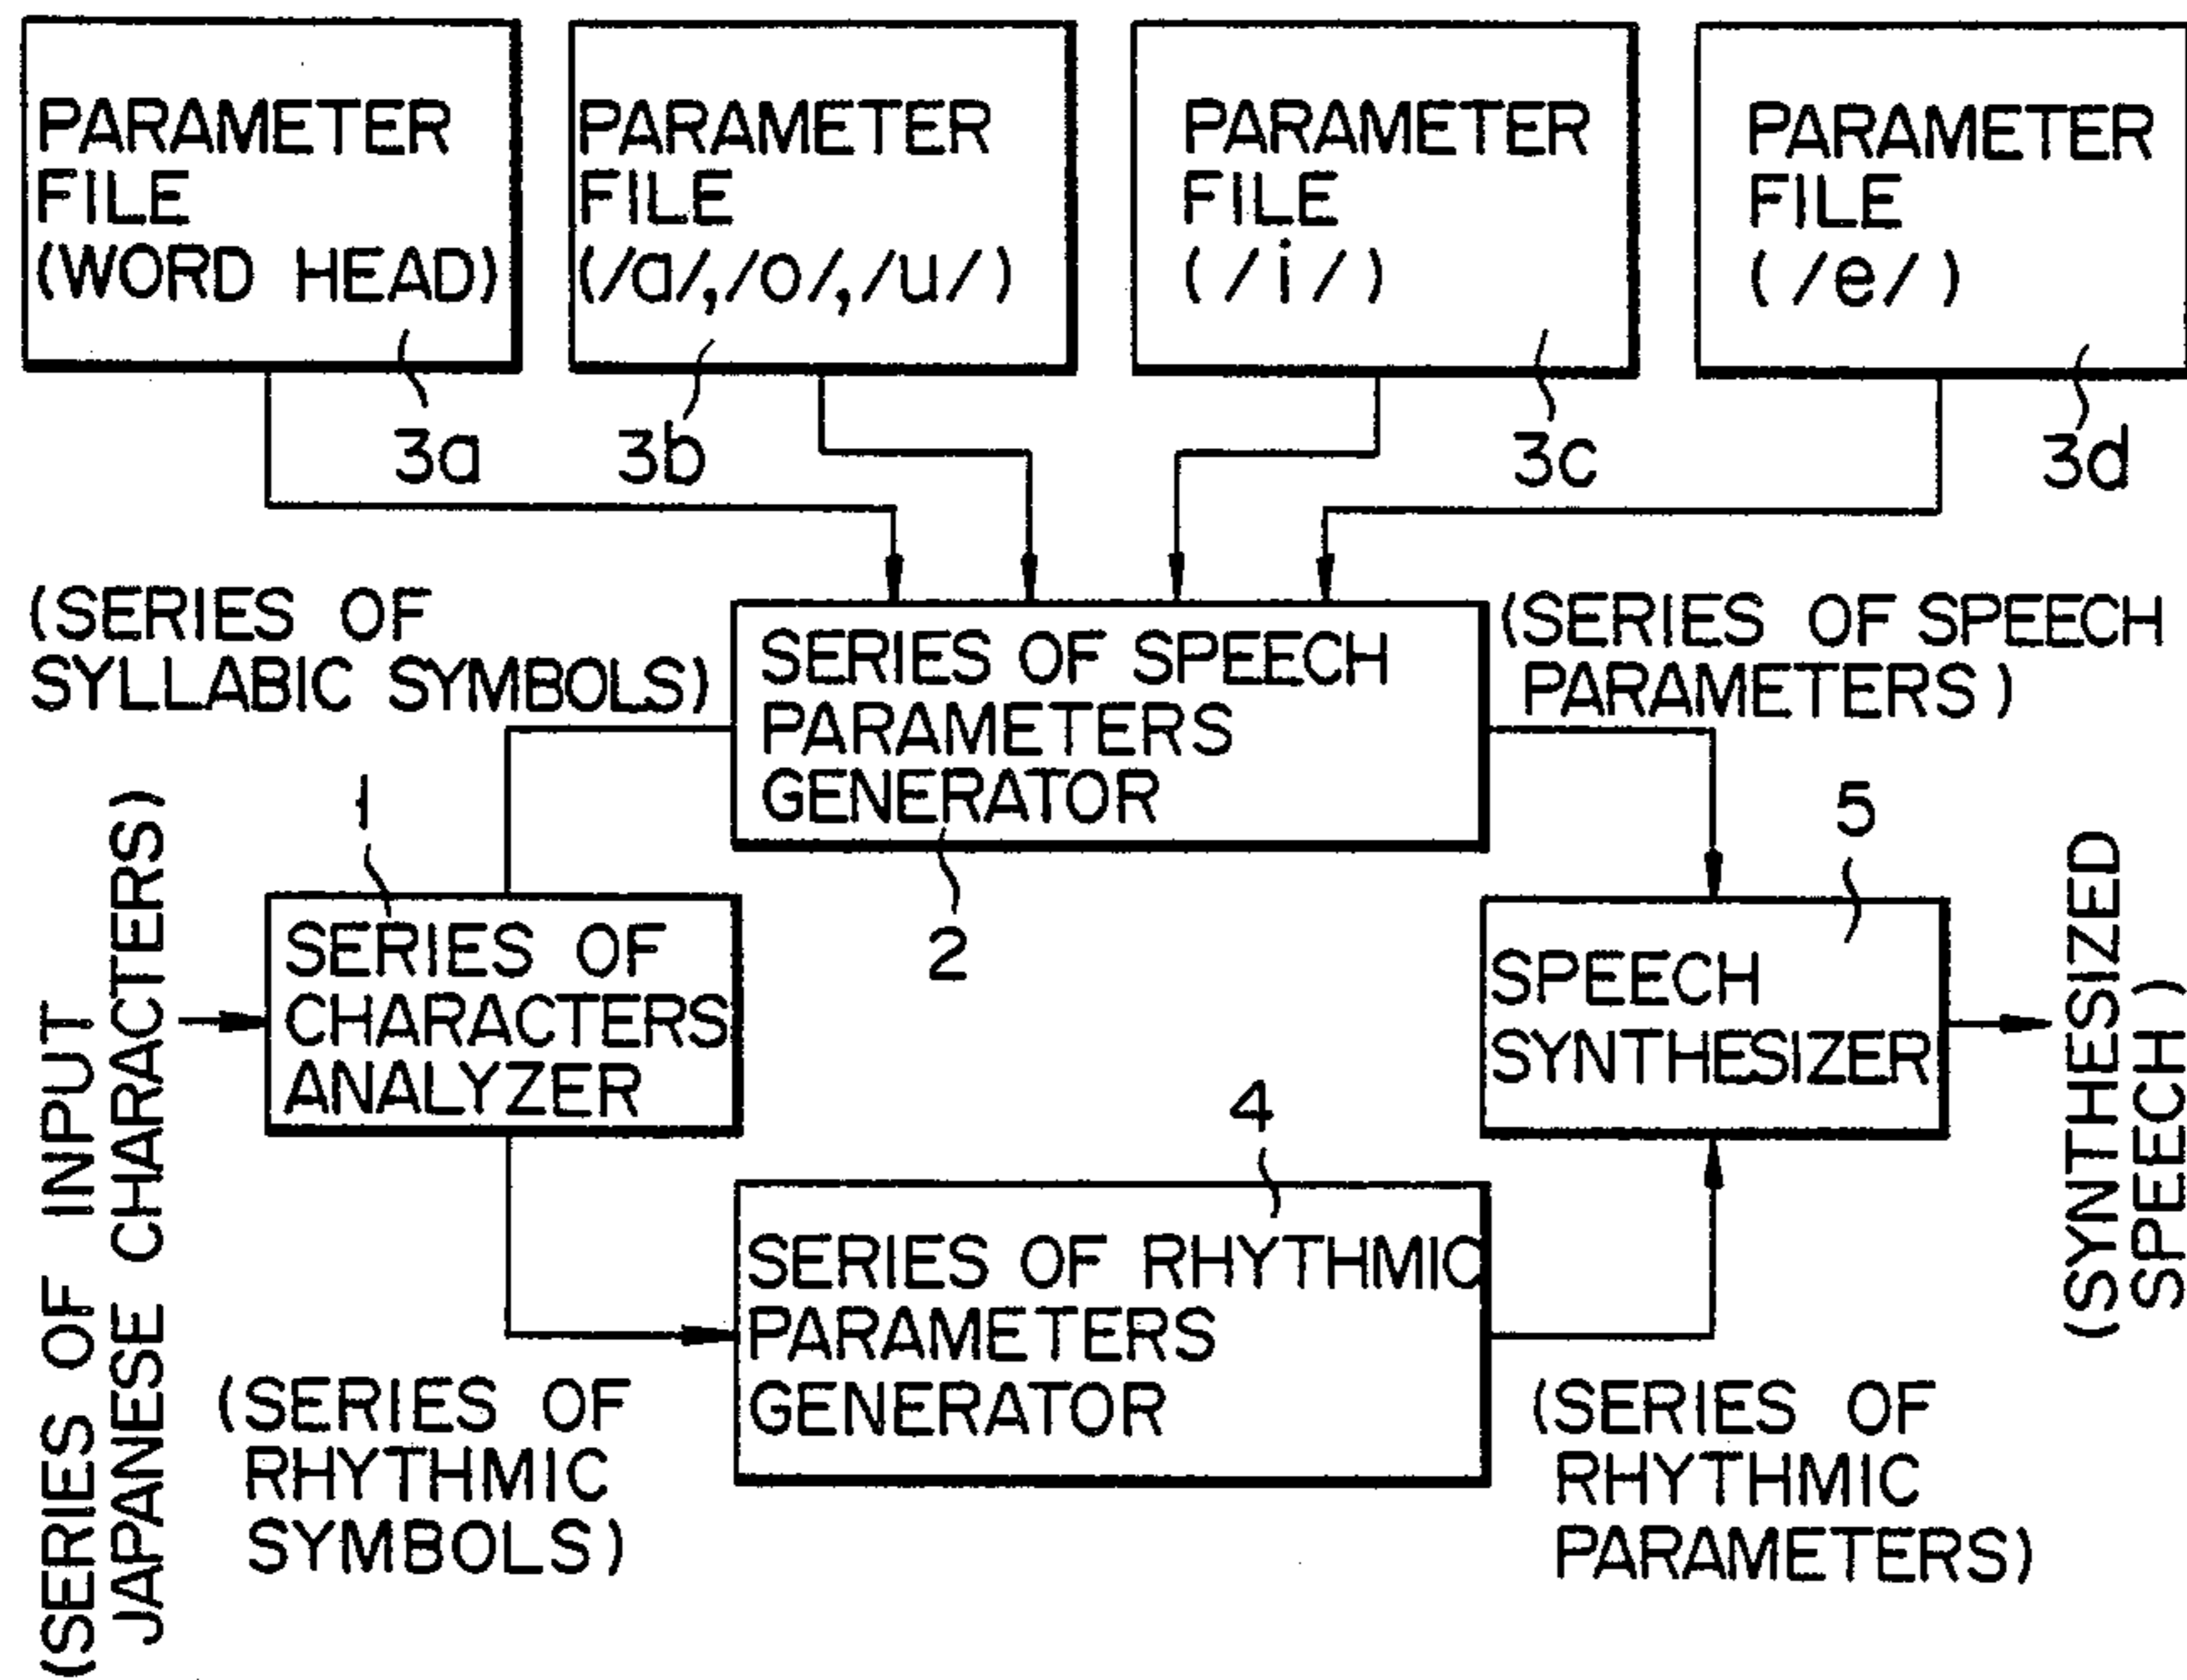 PARAMETER
FILE
(WORD HEAD)
3a
PARAMETER
FILE
(/a/,/o/,/u/)
3b
PARAMETER
FILE
(/i/)
3c
PARAMETER
FILE
(/e/)
3d
(SERIES OF
SYLLABIC SYMBOLS)
SERIES OF SPEECH
PARAMETERS
GENERATOR
2
(SERIES OF SPEECH
PARAMETERS)
(SERIES OF INPUT
JAPANESE CHARACTERS)
1
SERIES OF
CHARACTERS
ANALYZER
5
SPEECH
SYNTHESIZER
(SYNTHESIZED
SPEECH)
4
SERIES OF RHYTHMIC
PARAMETERS
GENERATOR
(SERIES OF
RHYTHMIC
SYMBOLS)
(SERIES OF
RHYTHMIC
PARAMETERS)